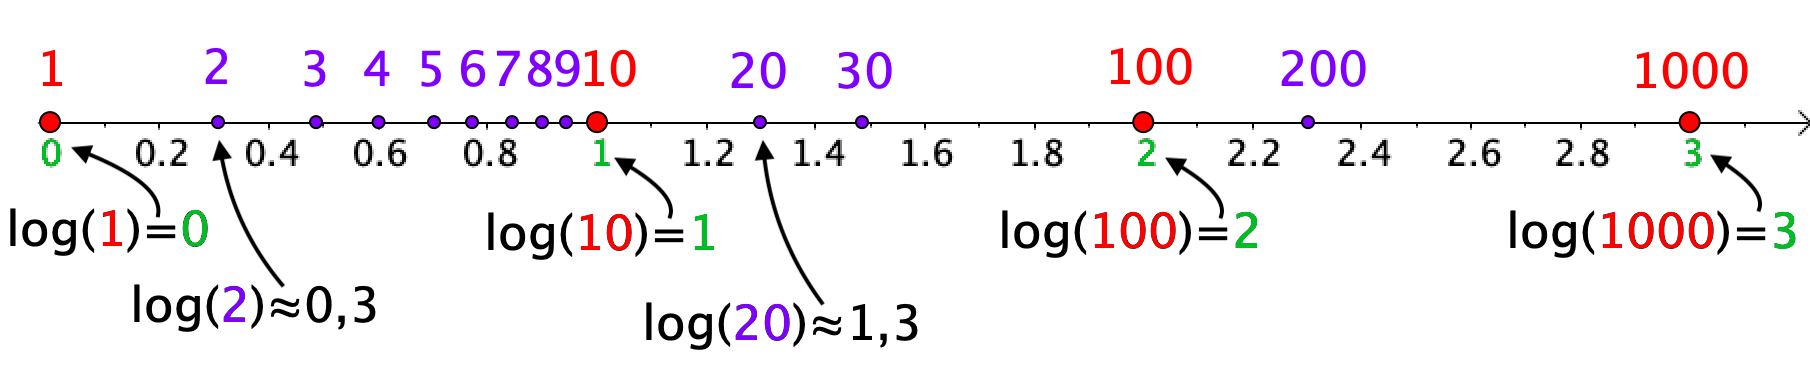 1 2 3 4 5 6 7 8 9 10 20 30 100 200 1000
0 0.2 0.4 0.6 0.8 1 1.2 1.4 1.6 1.8 2 2.2 2.4 2.6 2.8 3
log(1)=0 log(10)=1 log(100)=2 log(1000)=3
log(2)≈0,3 log(20)≈1,3